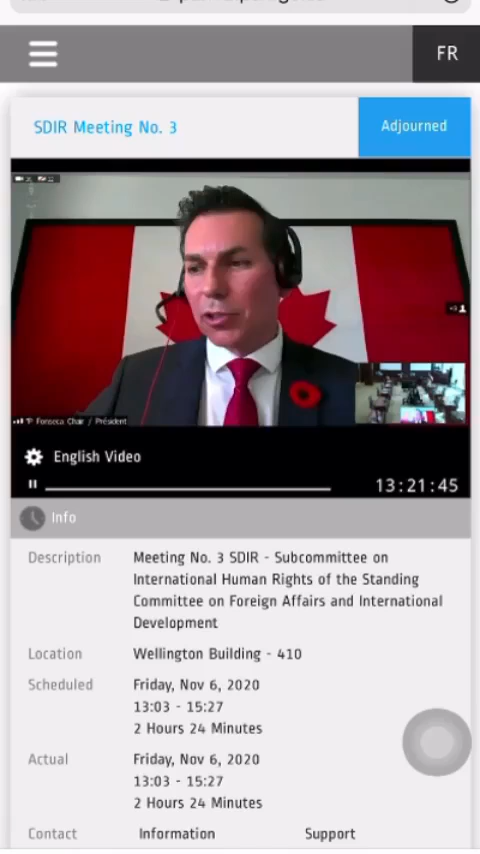 FR
SDIR Meeting No. 3
Adjourned
Fonseca Chair / Président
English Video
13:21:45
Info
Description
Meeting No. 3 SDIR - Subcommittee on
International Human Rights of the Standing
Committee on Foreign Affairs and International
Development
Location
Wellington Building - 410
Scheduled
Friday, Nov 6, 2020
13:03 - 15:27
2 Hours 24 Minutes
Actual
Friday, Nov 6, 2020
13:03 - 15:27
2 Hours 24 Minutes
Contact
Information
Support